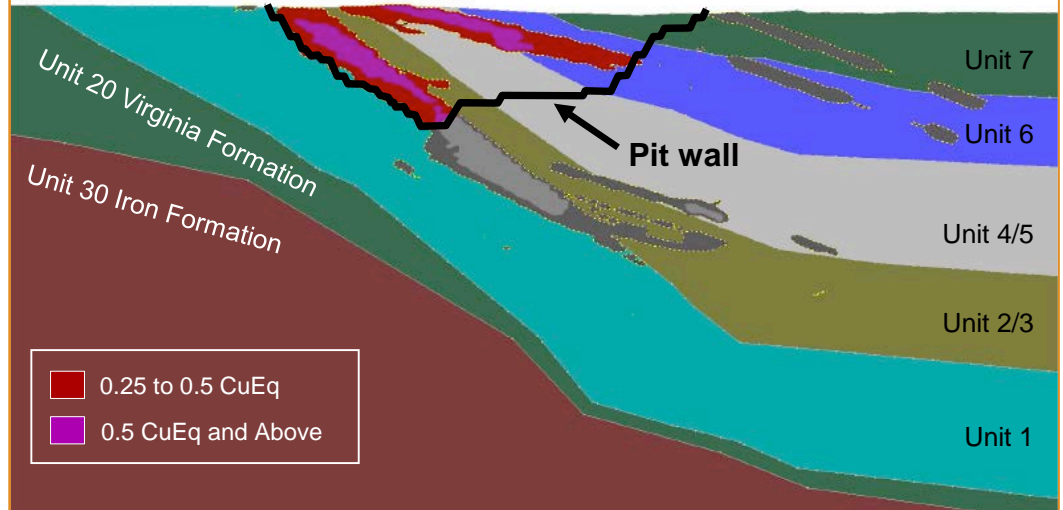 Unit 7
Unit 20 Virginia Formation
Unit 6
Pit wall
Unit 30 Iron Formation
Unit 4/5
Unit 2/3
0.25 to 0.5 CuEq
0.5 CuEq and Above
Unit 1